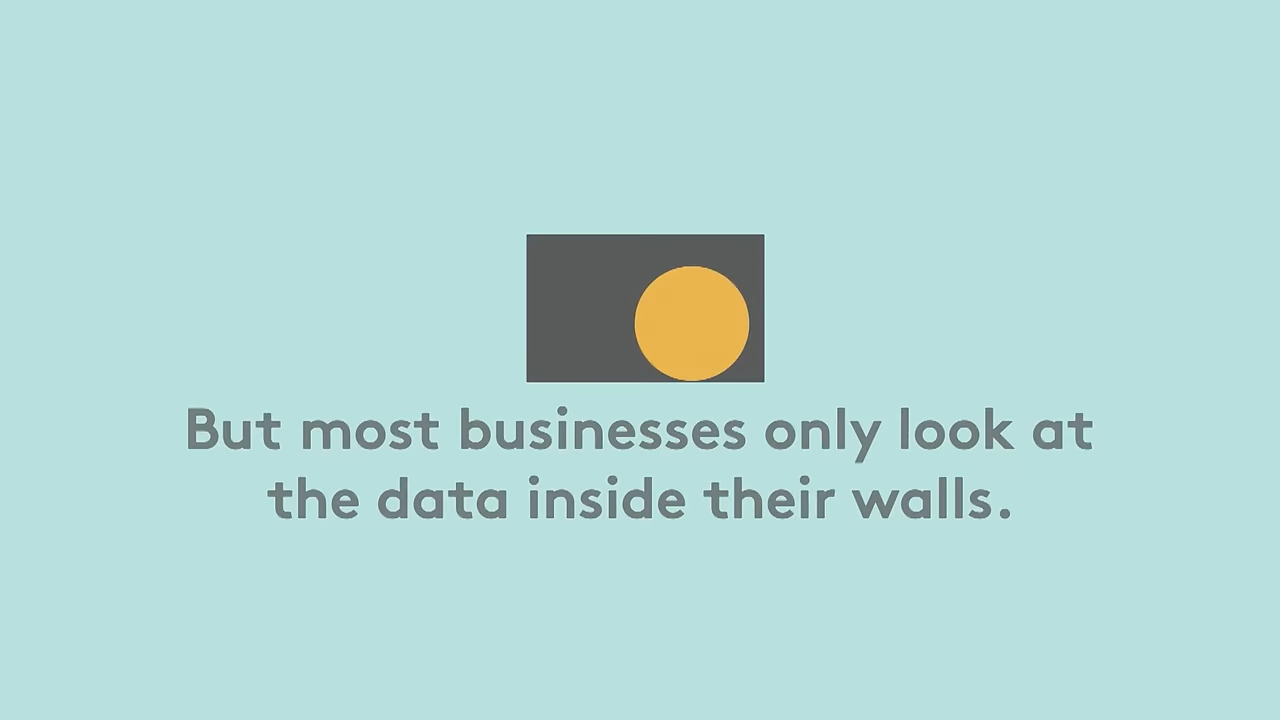 But most businesses only look at
the data inside their walls.